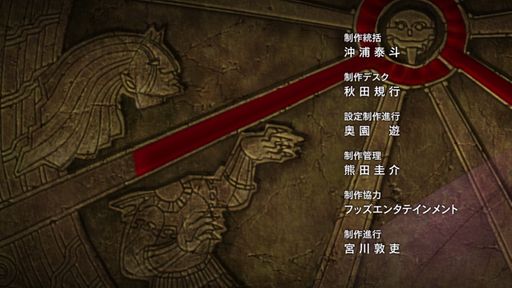 制作統括
沖浦泰斗
制作デスク
秋田規行
設定制作進行
奥園　遊
制作管理
熊田圭介
制作協力
フッズエンタテインメント
制作進行
宮川敦吏